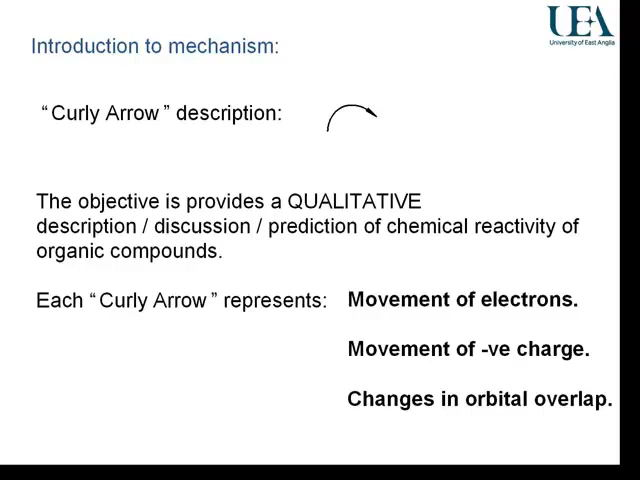 UEA
University of East Anglia
Introduction to mechanism:
“Curly Arrow” description:
The objective is provides a QUALITATIVE
description / discussion / prediction of chemical reactivity of
organic compounds.
Each “Curly Arrow” represents: Movement of electrons.
Movement of -ve charge.
Changes in orbital overlap.